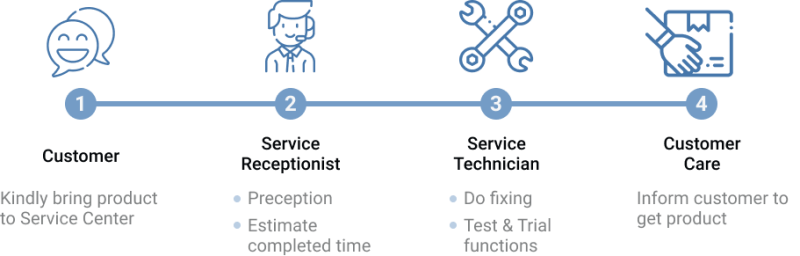 1
2
3
4
Customer
Kindly bring product
to Service Center
Service
Receptionist
Preception
Estimate
completed time
Service
Technician
Do fixing
Test & Trial
functions
Customer
Care
Inform customer to
get product